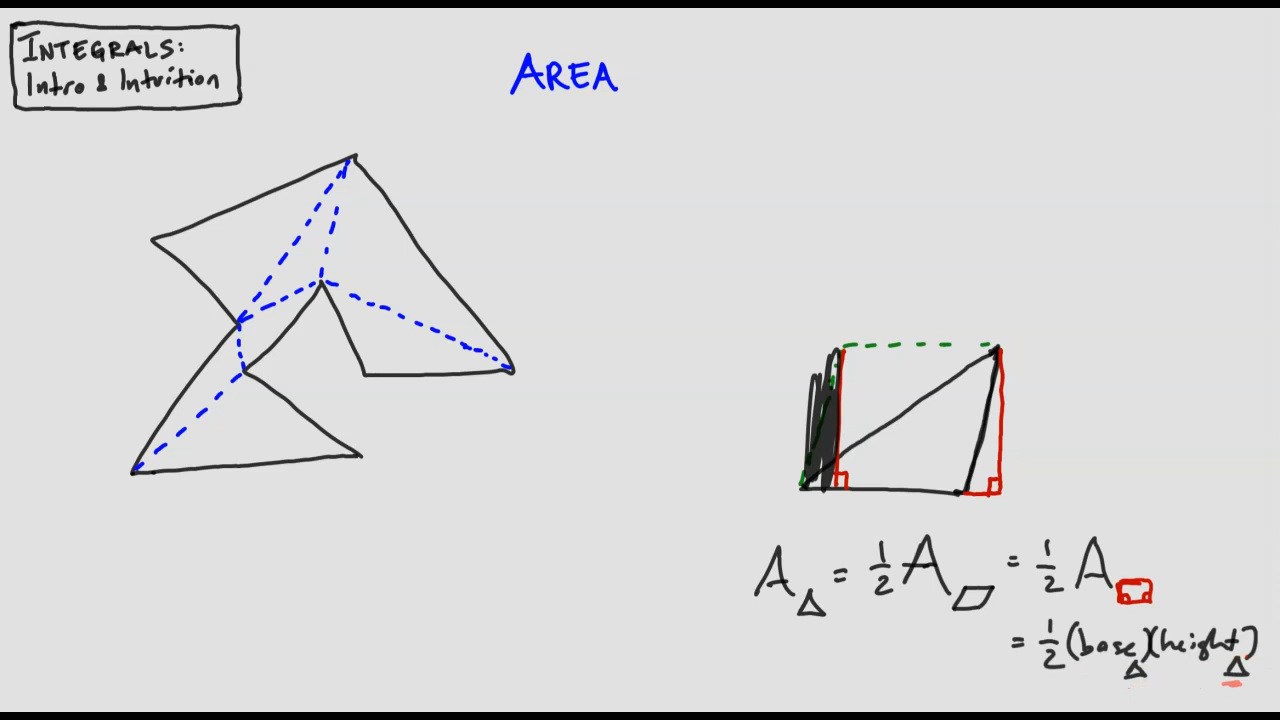 INTEGRALS:
Intro & Intuition
AREA
A△ = 1/2 A▱ = 1/2 A▭
= 1/2 (base△)(height△)